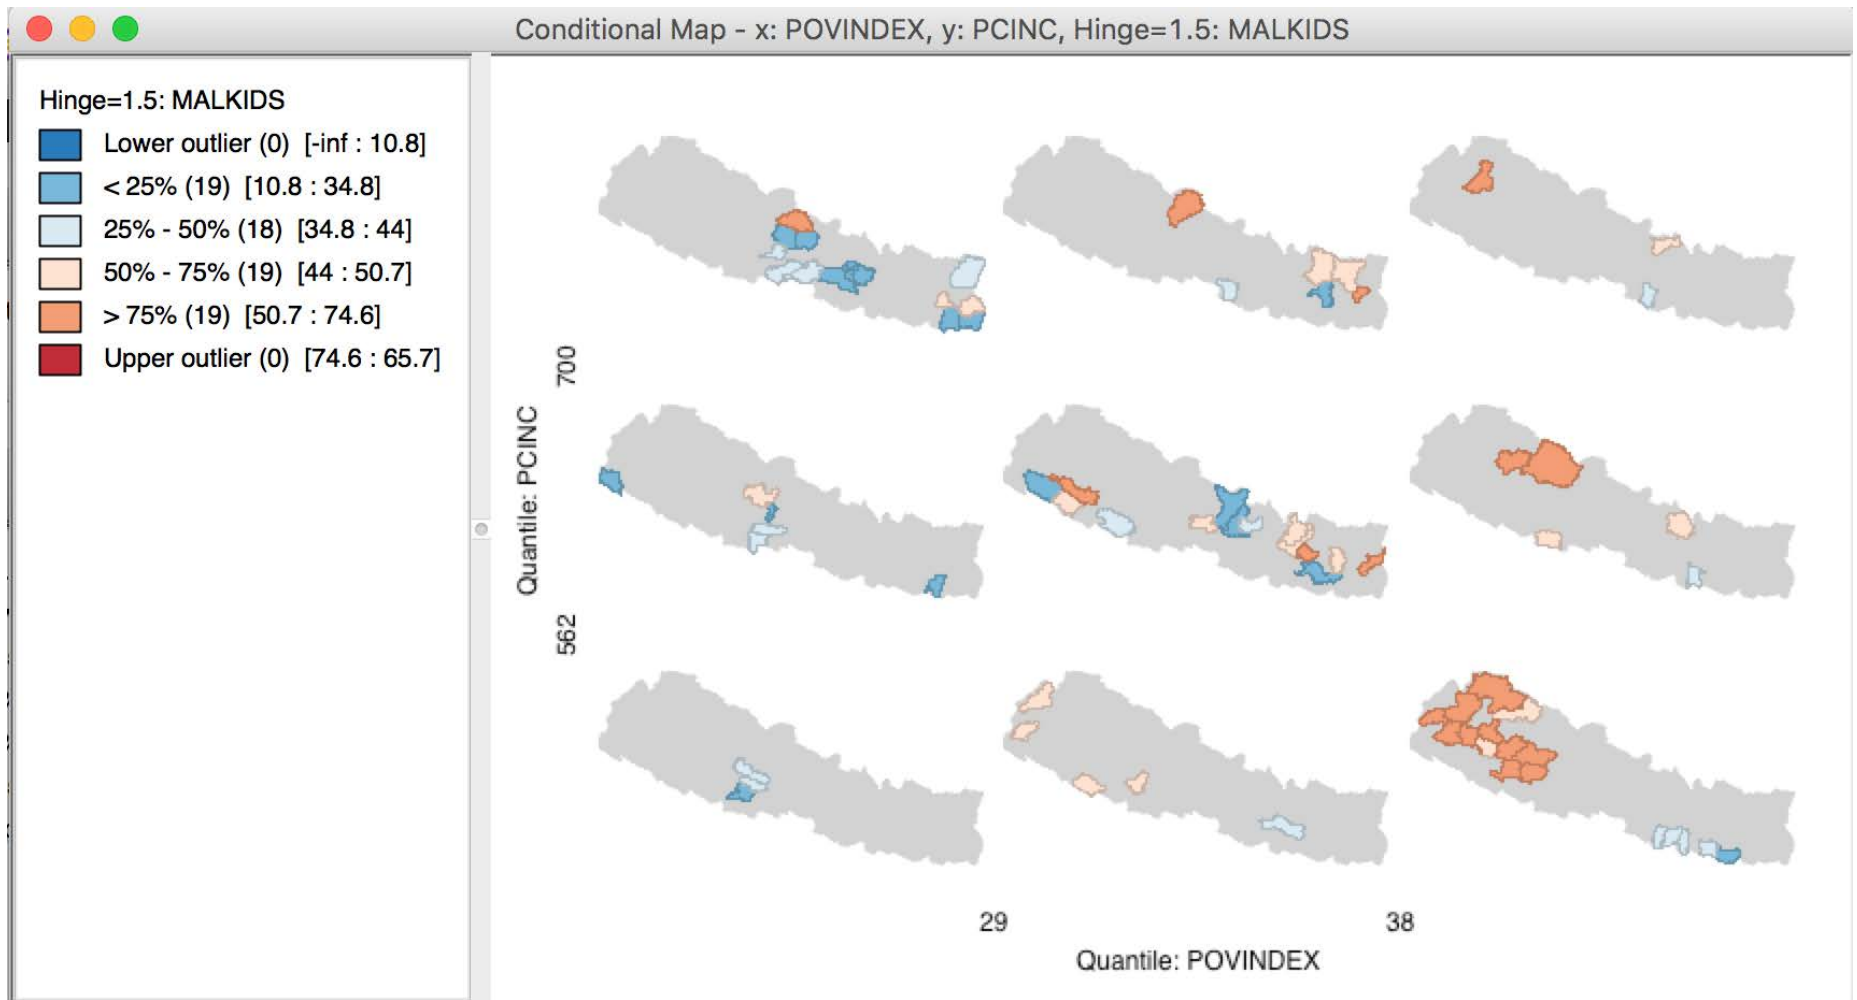 Conditional Map - x: POVINDEX, y: PCINC, Hinge=1.5: MALKIDS
Hinge=1.5: MALKIDS
Lower outlier (0) [-inf : 10.8]
< 25% (19) [10.8 : 34.8]
25% - 50% (18) [34.8 : 44]
50% - 75% (19) [44 : 50.7]
> 75% (19) [50.7 : 74.6]
Upper outlier (0) [74.6 : 65.7]
700
Quantile: PCINC
562
29
38
Quantile: POVINDEX